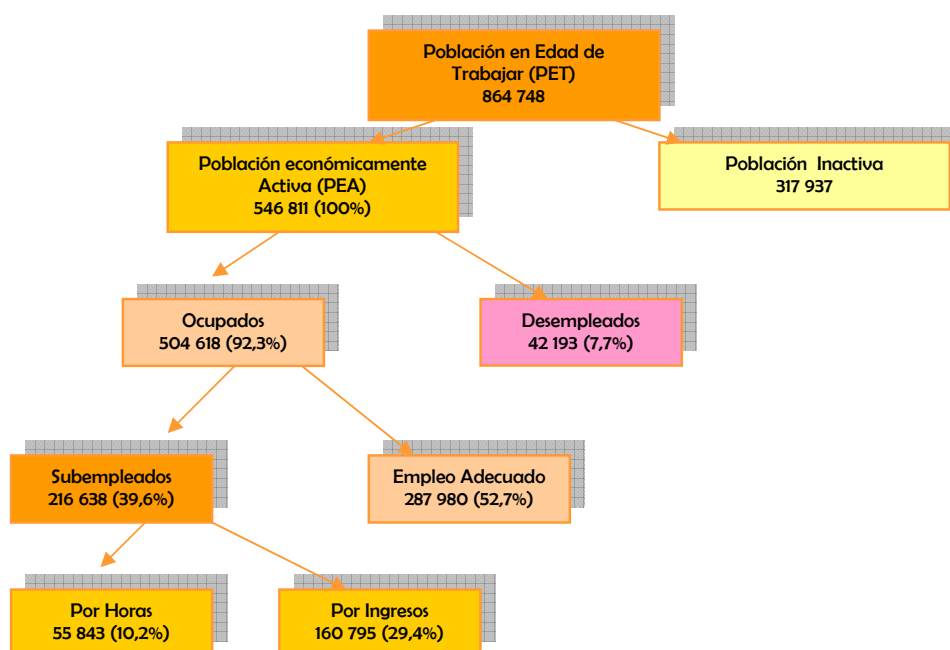 Población en Edad de
Trabajar (PET)
864 748
Población económicamente
Activa (PEA)
546 811 (100%)
Población Inactiva
317 937
Ocupados
504 618 (92,3%)
Desempleados
42 193 (7,7%)
Subempleados
216 638 (39,6%)
Empleo Adecuado
287 980 (52,7%)
Por Horas
55 843 (10,2%)
Por Ingresos
160 795 (29,4%)